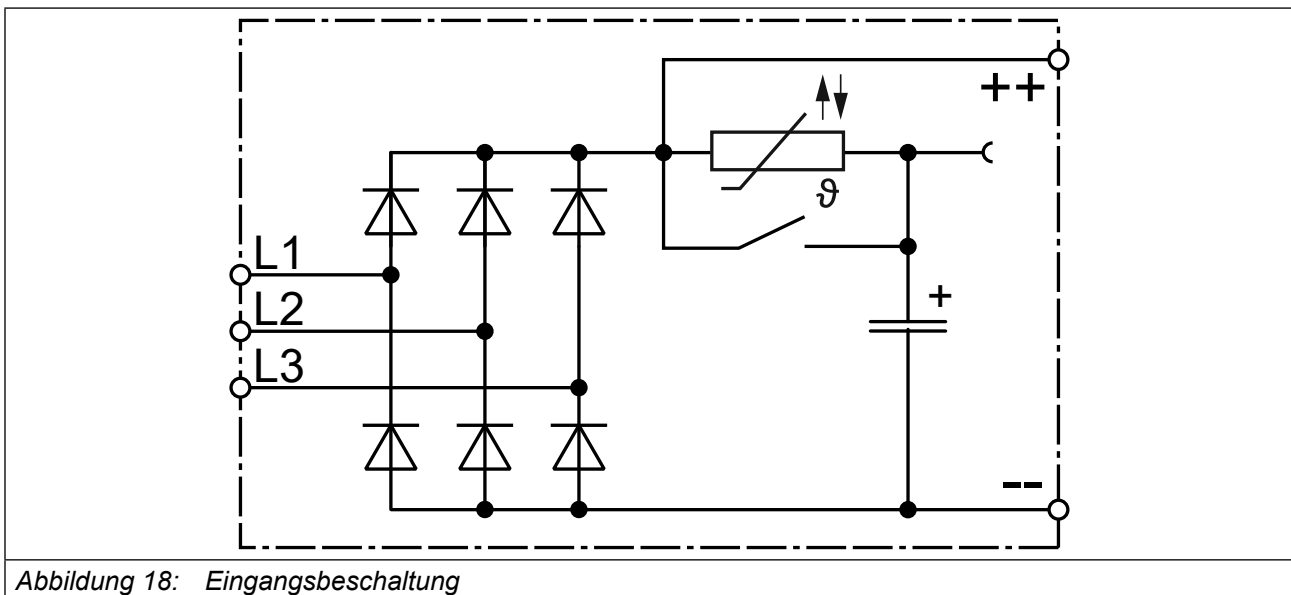 ++
ϑ
L1
+
L2
L3
--
Abbildung 18: Eingangsbeschaltung